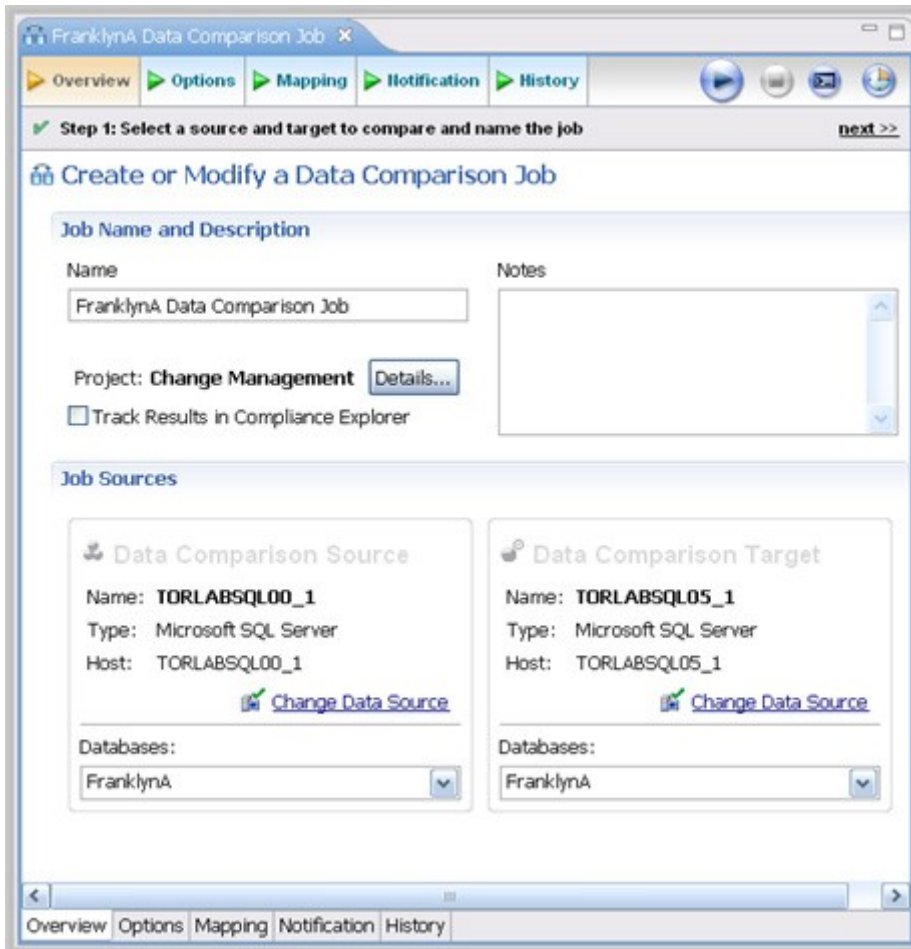 FranklynA Data Comparison Job
Overview Options Mapping Notification History
Step 1: Select a source and target to compare and name the job next >>
Create or Modify a Data Comparison Job
Job Name and Description
Name Notes
FranklynA Data Comparison Job
Project: Change Management Details...
Track Results in Compliance Explorer
Job Sources
Data Comparison Source
Name: TORLABSQL00_1
Type: Microsoft SQL Server
Host: TORLABSQL00_1
Change Data Source
Databases:
FranklynA
Data Comparison Target
Name: TORLABSQL05_1
Type: Microsoft SQL Server
Host: TORLABSQL05_1
Change Data Source
Databases:
FranklynA
Overview Options Mapping Notification History